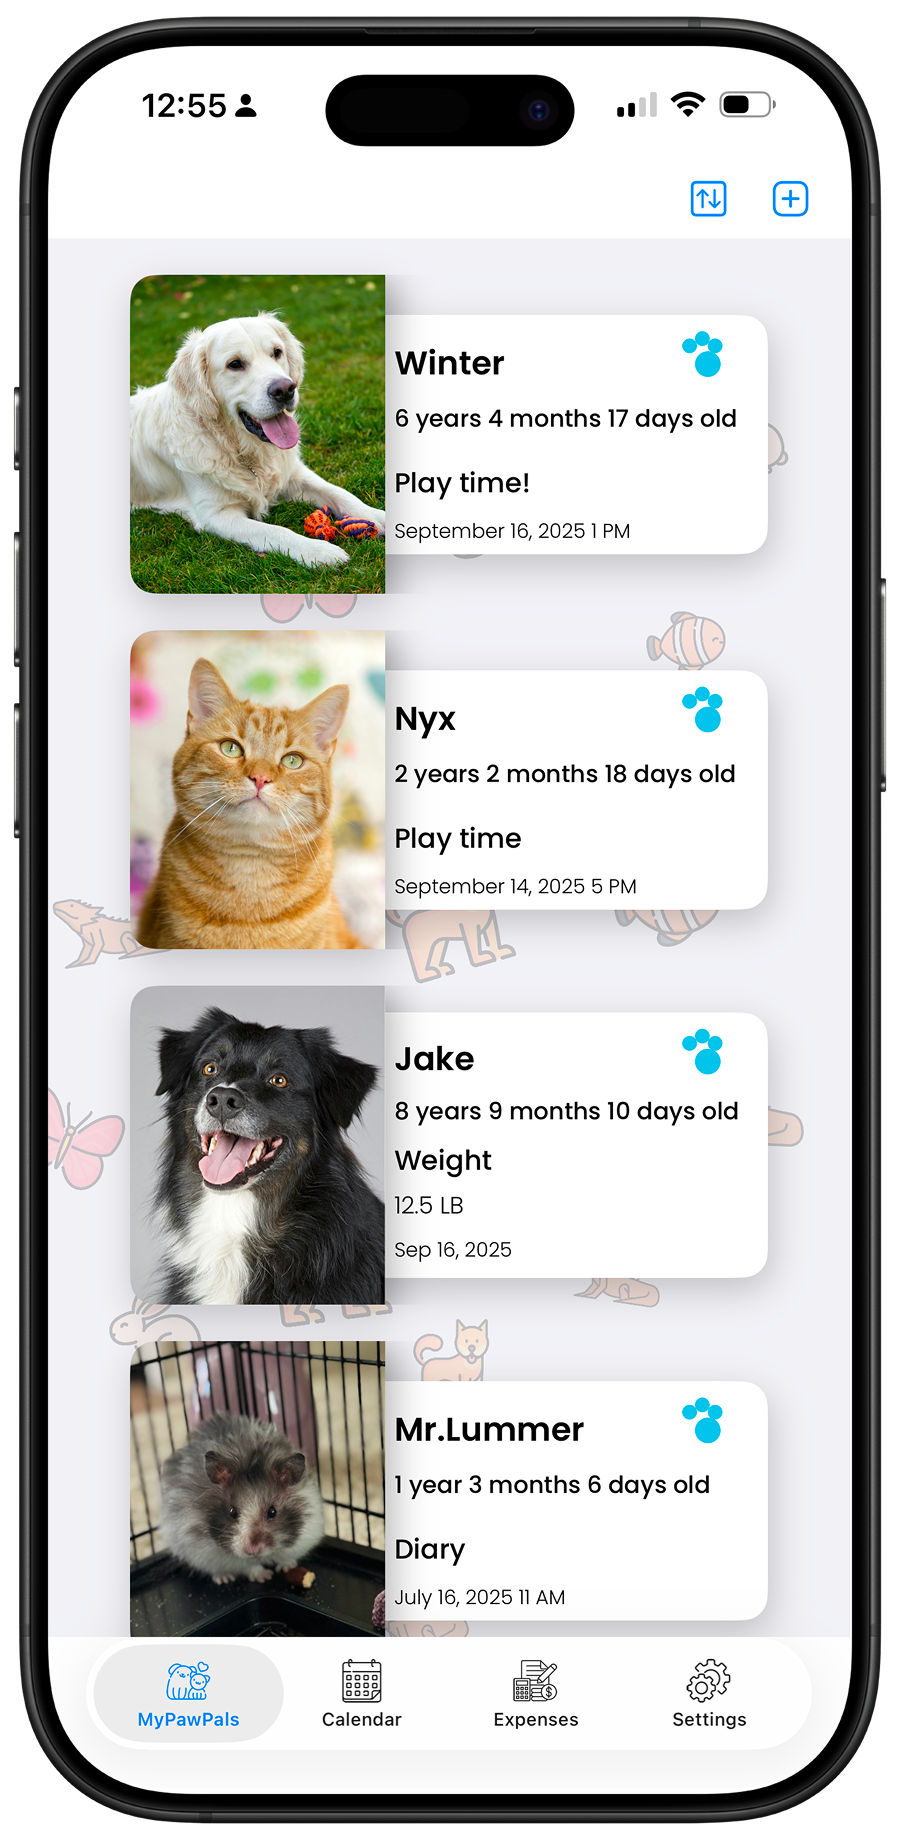 12:55
Winter
6 years 4 months 17 days old
Play time!
September 16, 2025 1 PM
Nyx
2 years 2 months 18 days old
Play time
September 14, 2025 5 PM
Jake
8 years 9 months 10 days old
Weight
12.5 LB
Sep 16, 2025
Mr.Lummer
1 year 3 months 6 days old
Diary
July 16, 2025 11 AM
MyPawPals
Calendar
Expenses
Settings